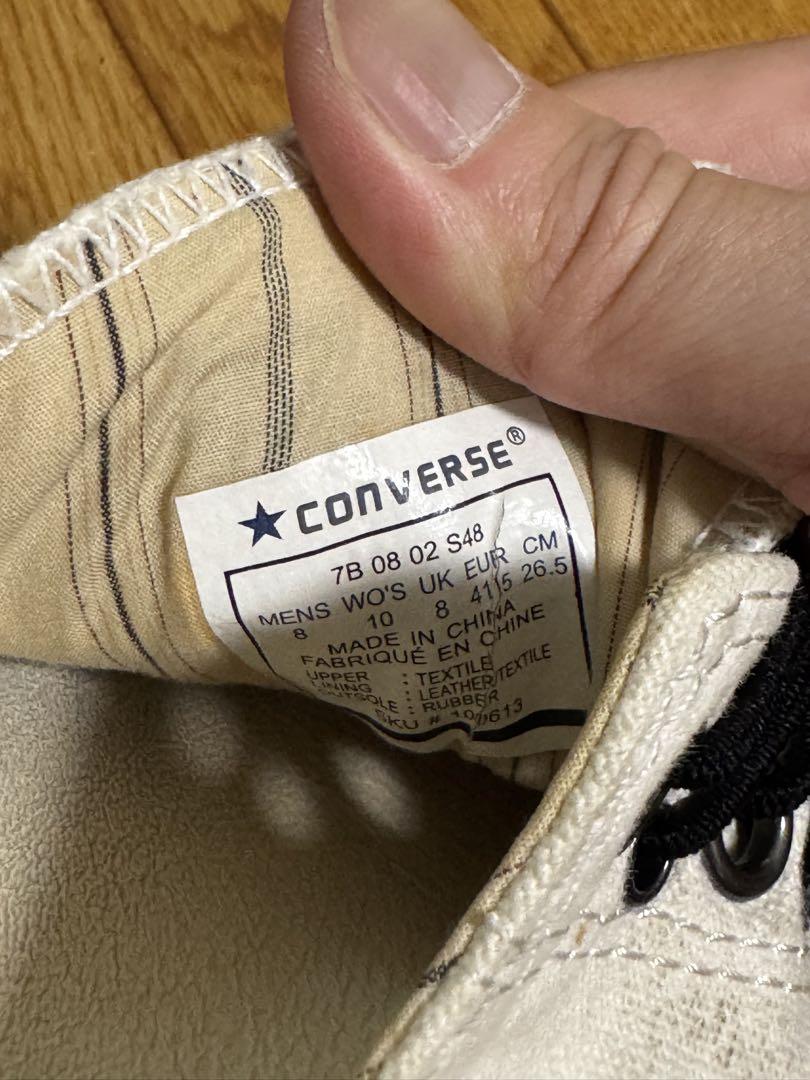 ★CONVERSE®
7B 08 02 S48
MENS WO'S UK EUR CM
8 10 8 41.5 26.5
MADE IN CHINA
FABRIQUÉ EN CHINE
UPPER : TEXTILE
LINING : LEATHER/TEXTILE
OUTSOLE : RUBBER
SKU #